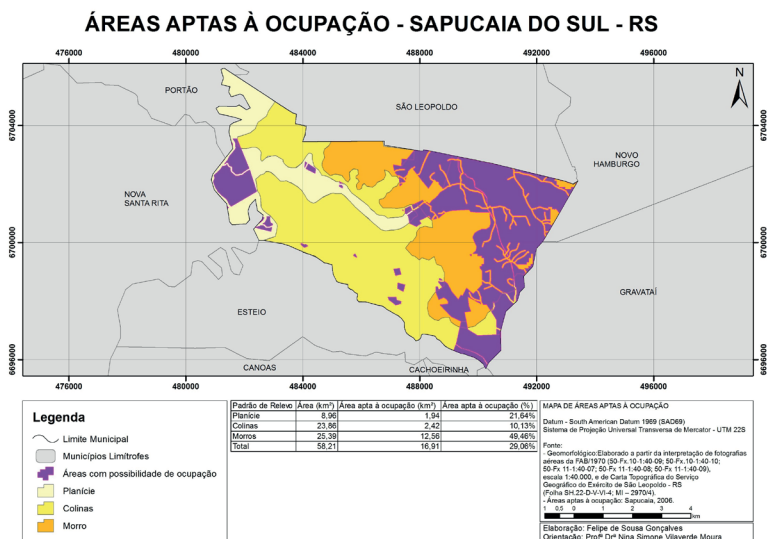 ÁREAS APTAS À OCUPAÇÃO - SAPUCAIA DO SUL - RS
476000 480000 484000 488000 492000 496000
N
PORTÃO
SÃO LEOPOLDO
6704000 6704000
NOVO
HAMBURGO
NOVA
SANTA RITA
6700000 6700000
GRAVATAÍ
ESTEIO
6696000 6696000
CANOAS
CACHOEIRINHA
476000 480000 484000 488000 492000 496000
Legenda
Limite Municipal
Municípios Limítrofes
Áreas com possibilidade de ocupação
Planície
Colinas
Morro
Padrão de Relevo Área (km²) Área apta à ocupação (km²) Área apta à ocupação (%)
Planície 8,96 1,94 21,64%
Colinas 23,86 2,42 10,13%
Morros 25,39 12,56 49,46%
Total 58,21 16,91 29,06%
MAPA DE ÁREAS APTAS À OCUPAÇÃO
Datum - South American Datum 1969 (SAD69)
Sistema de Projeção Universal Transversa de Mercator - UTM 22S
Fonte:
- Geomorfológico:Elaborado a partir da interpretação de fotografias
aéreas da FAB/1970 (50-Fx.10-1:40-09; 50-Fx.10-1:40-10;
50-Fx 11-1:40-07; 50-Fx 11-1:40-08; 50-Fx 11-1:40-09),
escala 1:40.000, e de Carta Topográfica do Serviço
Geográfico do Exército de São Leopoldo - RS
(Folha SH.22-D-V-VI-4; MI – 2970/4).
- Áreas aptas à ocupação: Sapucaia, 2006.
1 0,5 0 1 2 3 4
km
Elaboração: Felipe de Sousa Gonçalves
Orientação: Profª Drª Nina Simone Vilaverde Moura